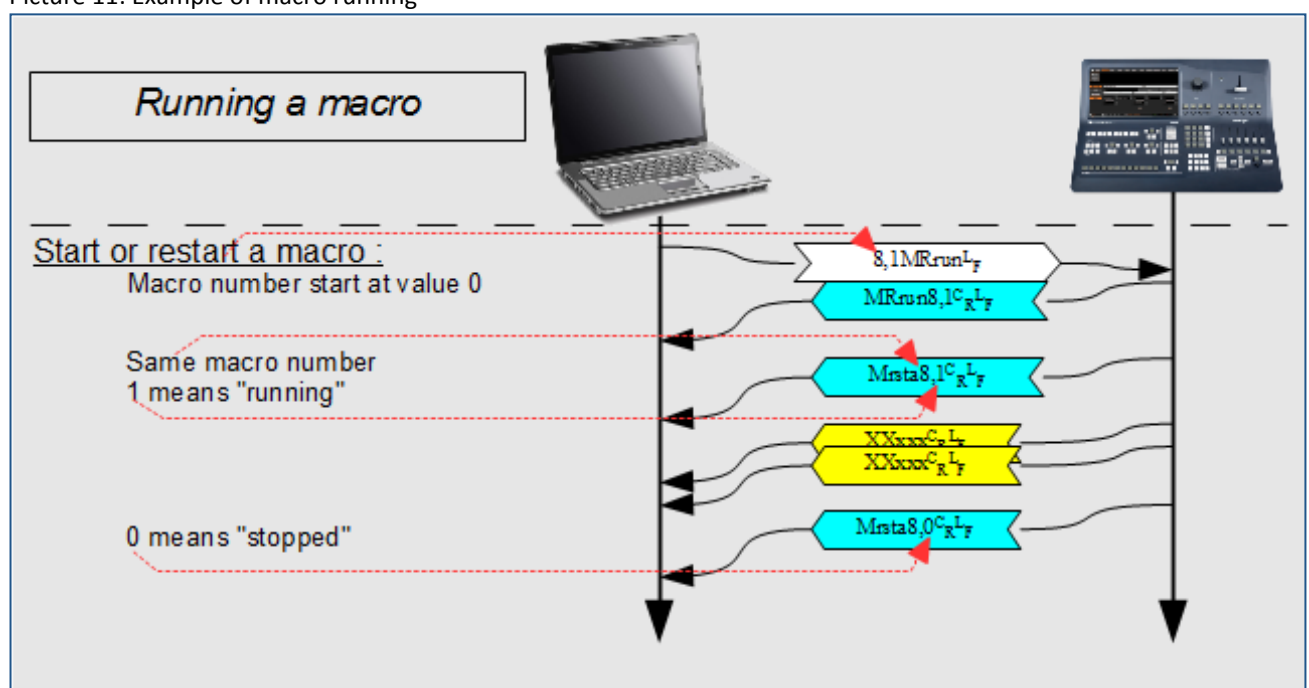 Picture 11: Example of macro running
Running a macro
Start or restart a macro :
Macro number start at value 0
8,1MRrunLF
MRrun8,1CRLF
Same macro number
1 means "running"
Mrsta8,1CRLF
XXxxxCRLF
XXxxxCRLF
0 means "stopped"
Mrsta8,0CRLF